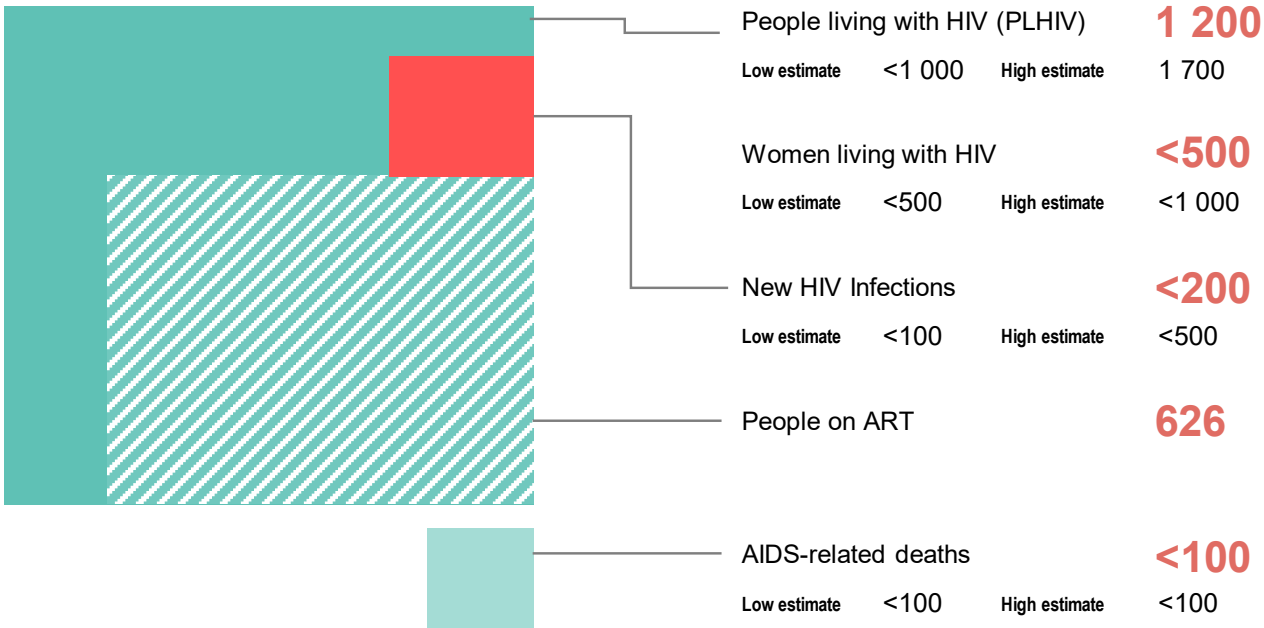 People living with HIV (PLHIV) 1 200
Low estimate <1 000 High estimate 1 700
Women living with HIV <500
Low estimate <500 High estimate <1 000
New HIV Infections <200
Low estimate <100 High estimate <500
People on ART 626
AIDS-related deaths <100
Low estimate <100 High estimate <100